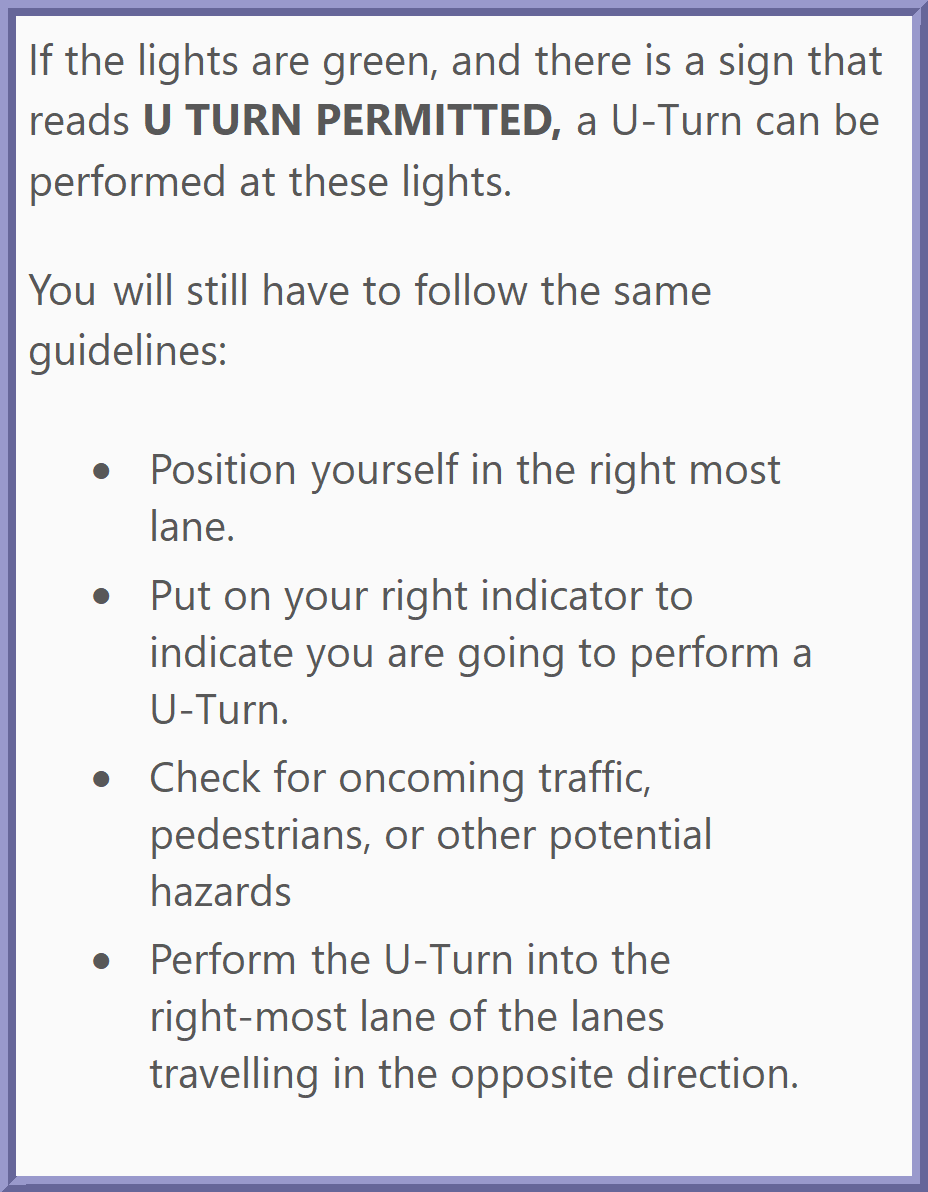 If the lights are green, and there is a sign that
reads U TURN PERMITTED, a U-Turn can be
performed at these lights.
You will still have to follow the same
guidelines:
● Position yourself in the right most
lane.
● Put on your right indicator to
indicate you are going to perform a
U-Turn.
● Check for oncoming traffic,
pedestrians, or other potential
hazards
● Perform the U-Turn into the
right-most lane of the lanes
travelling in the opposite direction.